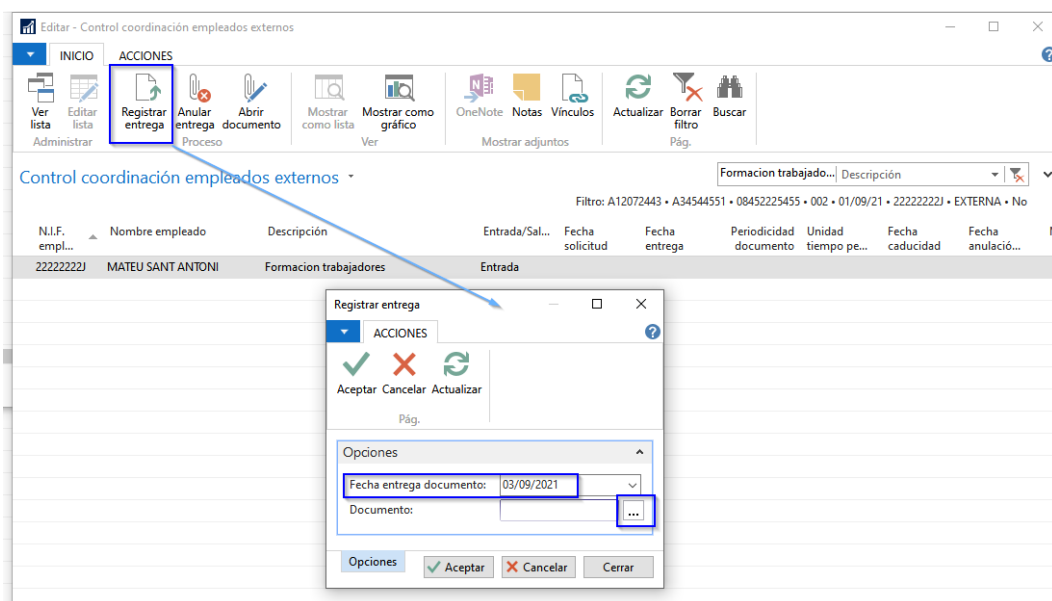 Editar - Control coordinación empleados externos
INICIO ACCIONES
Ver lista
Editar lista
Registrar entrega
Anular entrega
Abrir documento
Mostrar como lista
Mostrar como gráfico
OneNote
Notas
Vínculos
Actualizar
Borrar filtro
Buscar
Administrar Proceso Ver Mostrar adjuntos Pág.
Control coordinación empleados externos
Formacion trabajado... Descripción
Filtro: A12072443 • A34544551 • 08452225455 • 002 • 01/09/21 • 22222222J • EXTERNA • No
N.I.F. empl...
Nombre empleado
Descripción
Entrada/Sal...
Fecha solicitud
Fecha entrega
Periodicidad documento
Unidad tiempo pe...
Fecha caducidad
Fecha anulació...
22222222J MATEU SANT ANTONI Formacion trabajadores Entrada
Registrar entrega
ACCIONES
Aceptar Cancelar Actualizar
Pág.
Opciones
Fecha entrega documento: 03/09/2021
Documento: ...
Opciones Aceptar Cancelar Cerrar